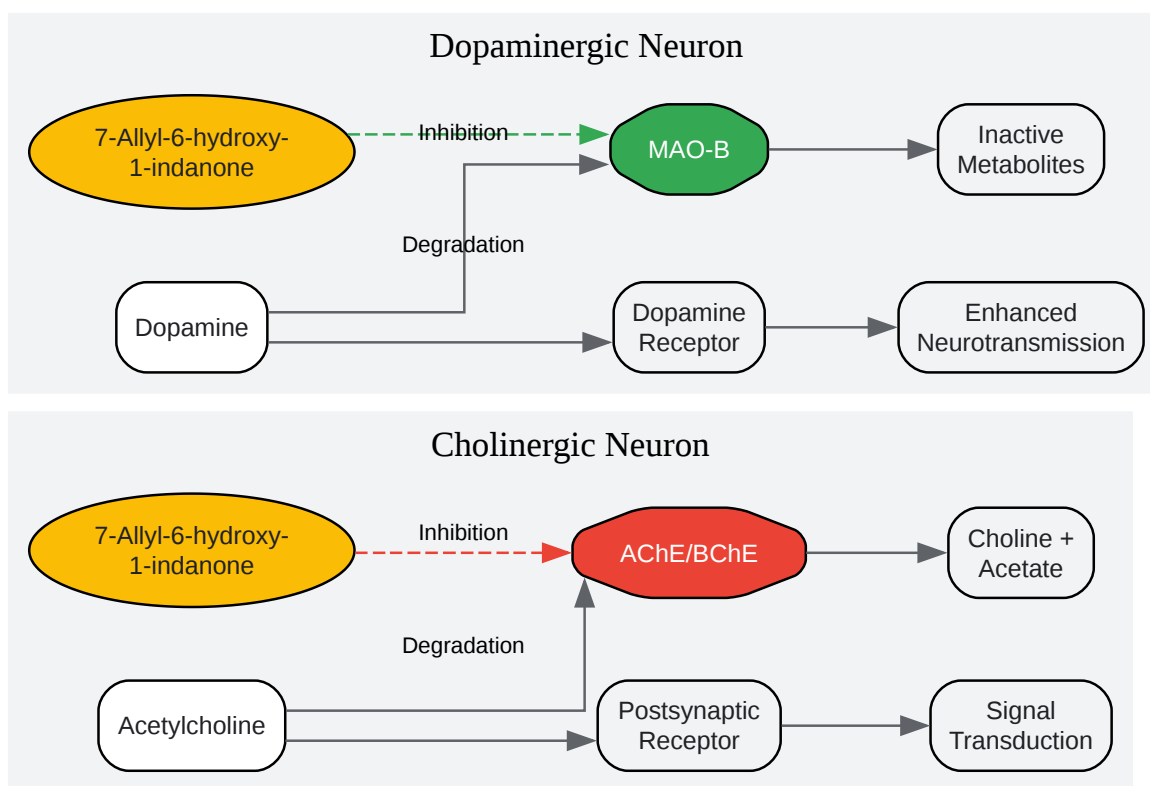 Dopaminergic Neuron
7-Allyl-6-hydroxy-
1-indanone
Inhibition
MAO-B
Inactive
Metabolites
Degradation
Dopamine
Dopamine
Receptor
Enhanced
Neurotransmission
Cholinergic Neuron
7-Allyl-6-hydroxy-
1-indanone
Inhibition
AChE/BChE
Choline +
Acetate
Degradation
Acetylcholine
Postsynaptic
Receptor
Signal
Transduction